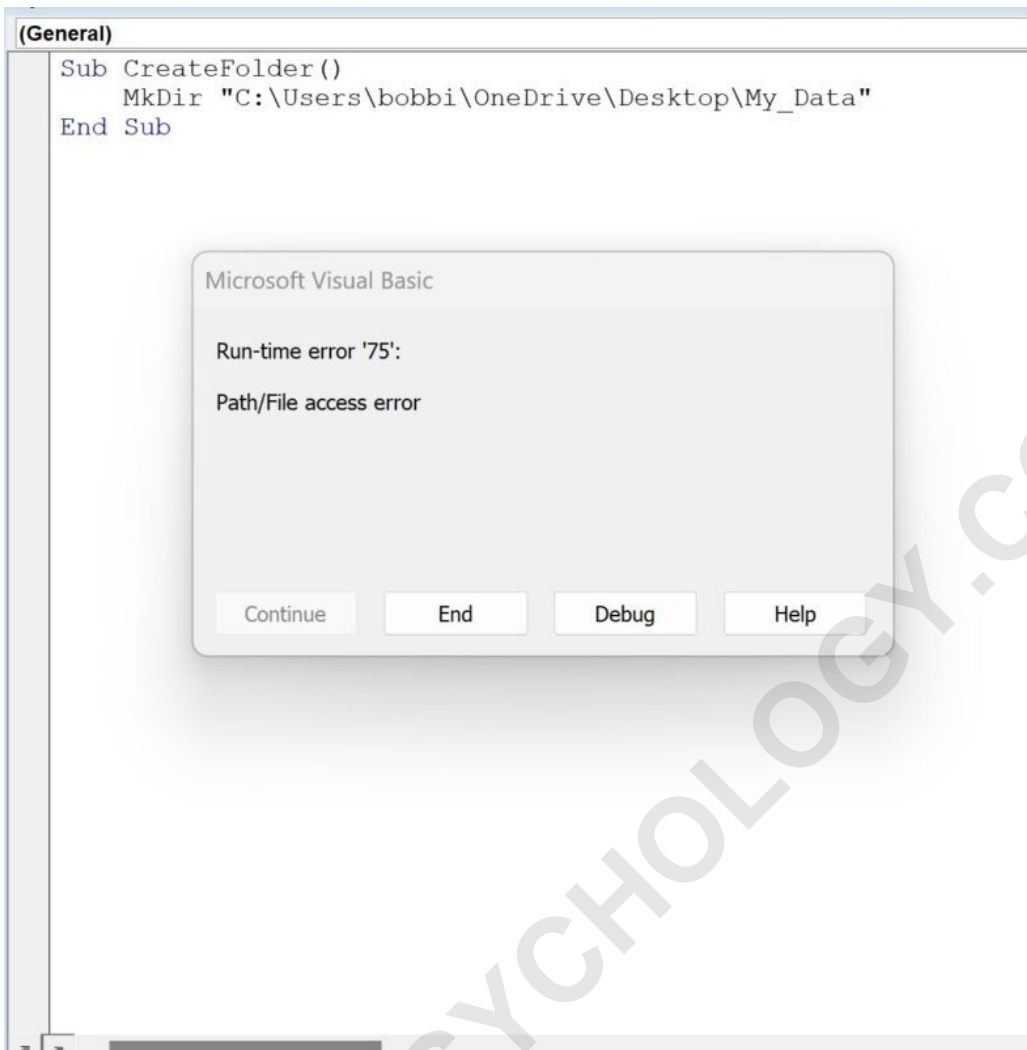 (General)
Sub CreateFolder()
MkDir "C:\Users\bobbi\OneDrive\Desktop\My_Data"
End Sub
Microsoft Visual Basic
Run-time error '75':
Path/File access error
Continue
End
Debug
Help
YCHOLOGY.C